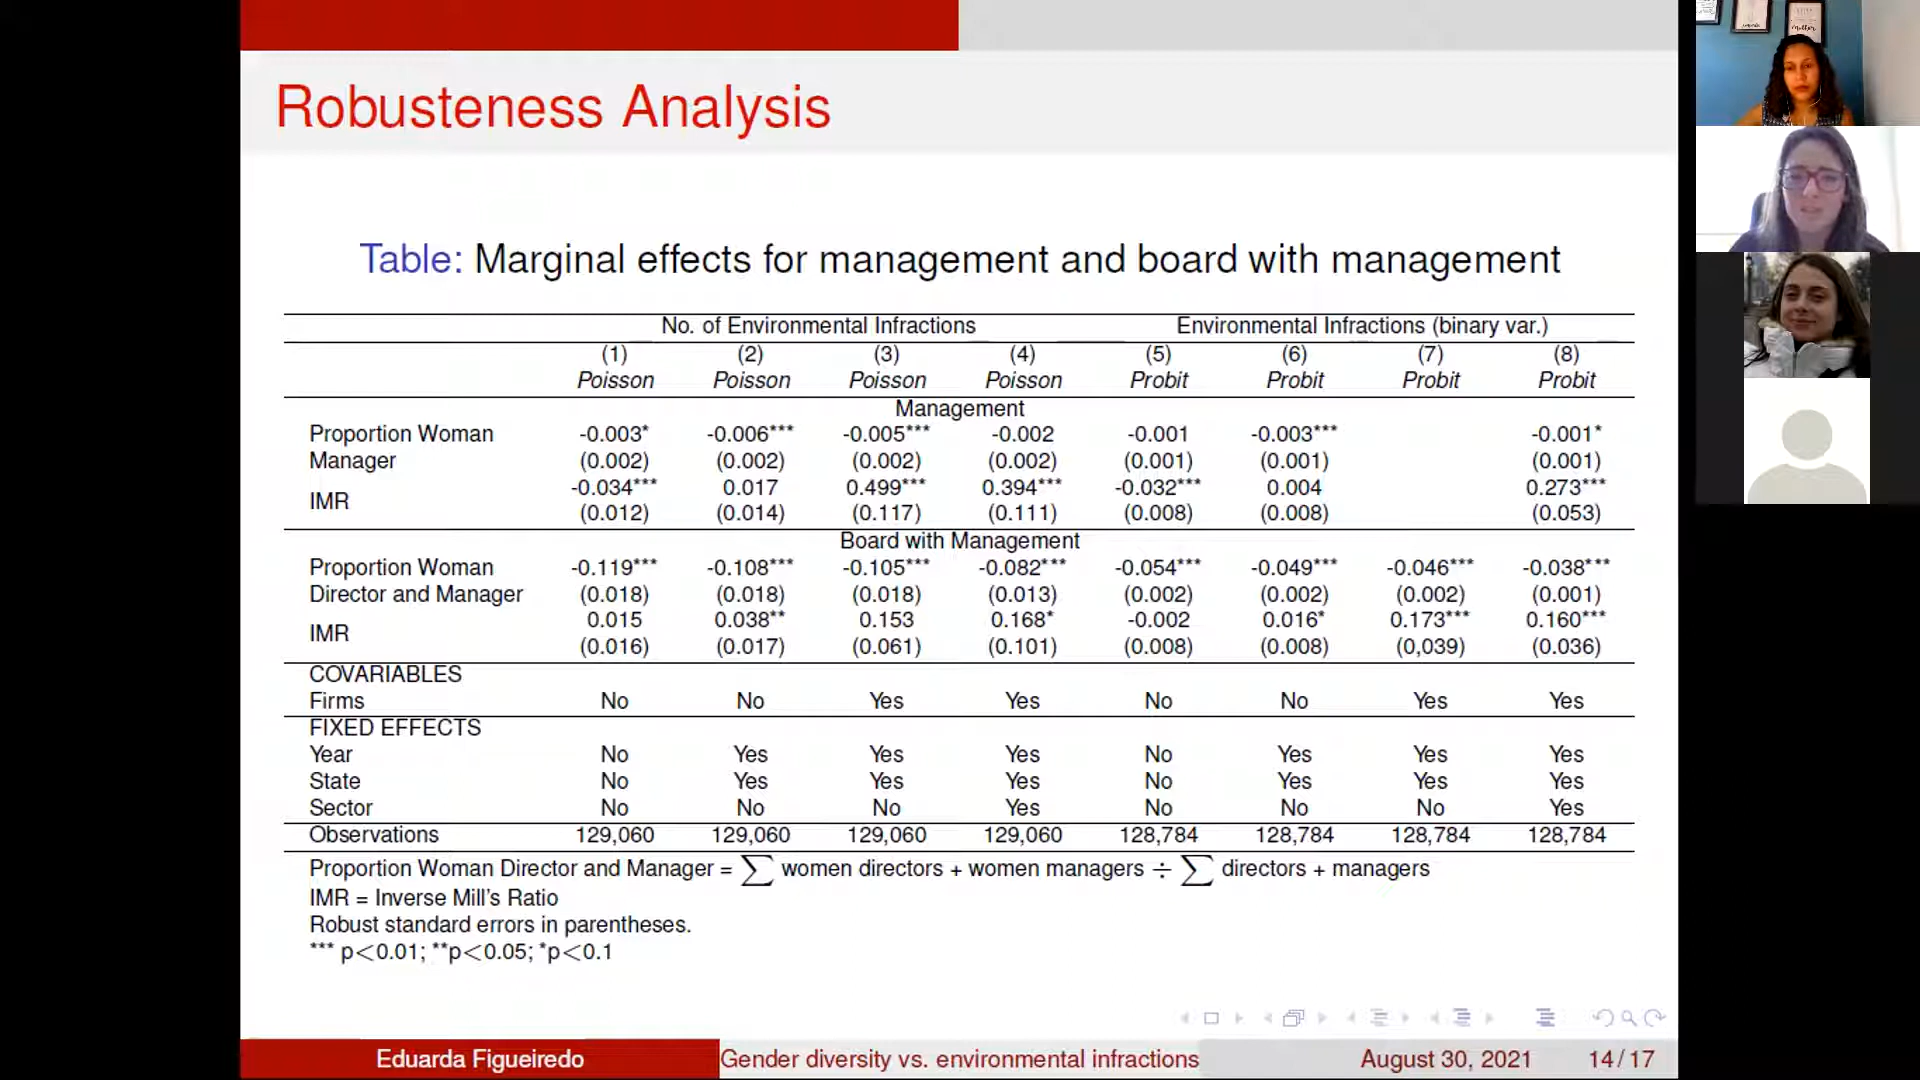 Robusteness Analysis
Table: Marginal effects for management and board with management
No. of Environmental Infractions Environmental Infractions (binary var.)
(1) (2) (3) (4) (5) (6) (7) (8)
Poisson Poisson Poisson Poisson Probit Probit Probit Probit
Management
Proportion Woman -0.003* -0.006*** -0.005*** -0.002 -0.001 -0.003*** -0.001*
Manager (0.002) (0.002) (0.002) (0.002) (0.001) (0.001) (0.001)
IMR -0.034*** 0.017 0.499*** 0.394*** -0.032*** 0.004 0.273***
(0.012) (0.014) (0.117) (0.111) (0.008) (0.008) (0.053)
Board with Management
Proportion Woman -0.119*** -0.108*** -0.105*** -0.082*** -0.054*** -0.049*** -0.046*** -0.038***
Director and Manager (0.018) (0.018) (0.018) (0.013) (0.002) (0.002) (0.002) (0.001)
IMR 0.015 0.038** 0.153 0.168* -0.002 0.016* 0.173*** 0.160***
(0.016) (0.017) (0.061) (0.101) (0.008) (0.008) (0,039) (0.036)
COVARIABLES
Firms No No Yes Yes No No Yes Yes
FIXED EFFECTS
Year No Yes Yes Yes No Yes Yes Yes
State No Yes Yes Yes No Yes Yes Yes
Sector No No No Yes No No No Yes
Observations 129,060 129,060 129,060 129,060 128,784 128,784 128,784 128,784
Proportion Woman Director and Manager = ∑ women directors + women managers ÷ ∑ directors + managers
IMR = Inverse Mill's Ratio
Robust standard errors in parentheses.
*** p<0.01; **p<0.05; *p<0.1
Eduarda Figueiredo Gender diversity vs. environmental infractions August 30, 2021 14/17